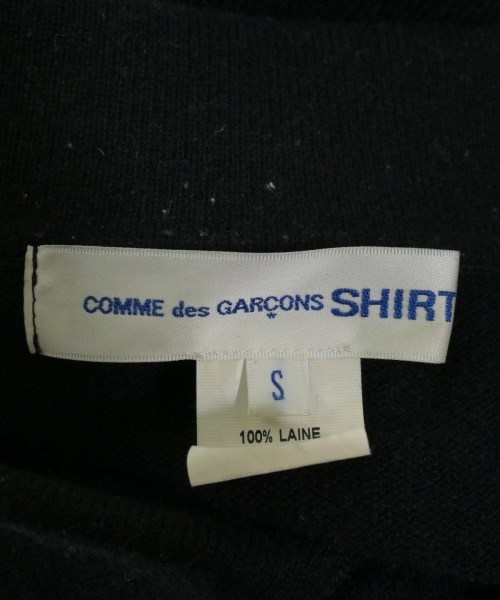 COMME des GARÇONS SHIRT
S
100% LAINE